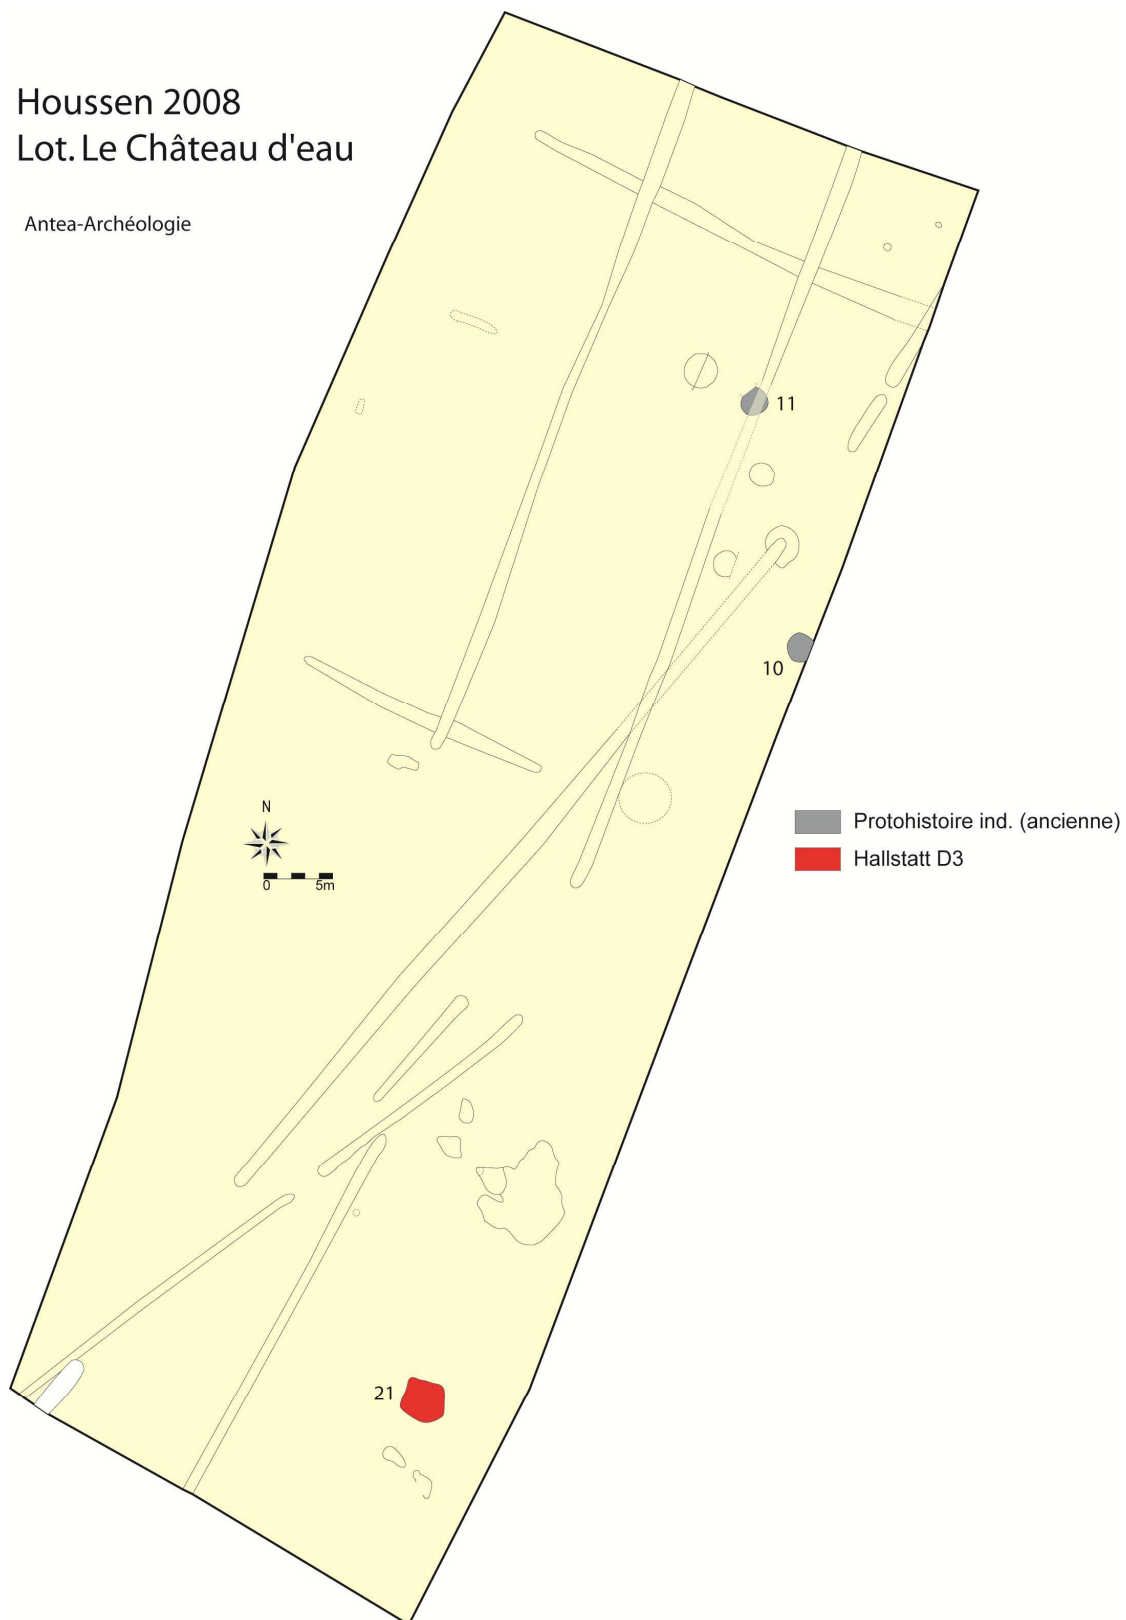 Houssen 2008
Lot. Le Château d'eau
Antea-Archéologie
11
10
N
0 5m
Protohistoire ind. (ancienne)
Hallstatt D3
21